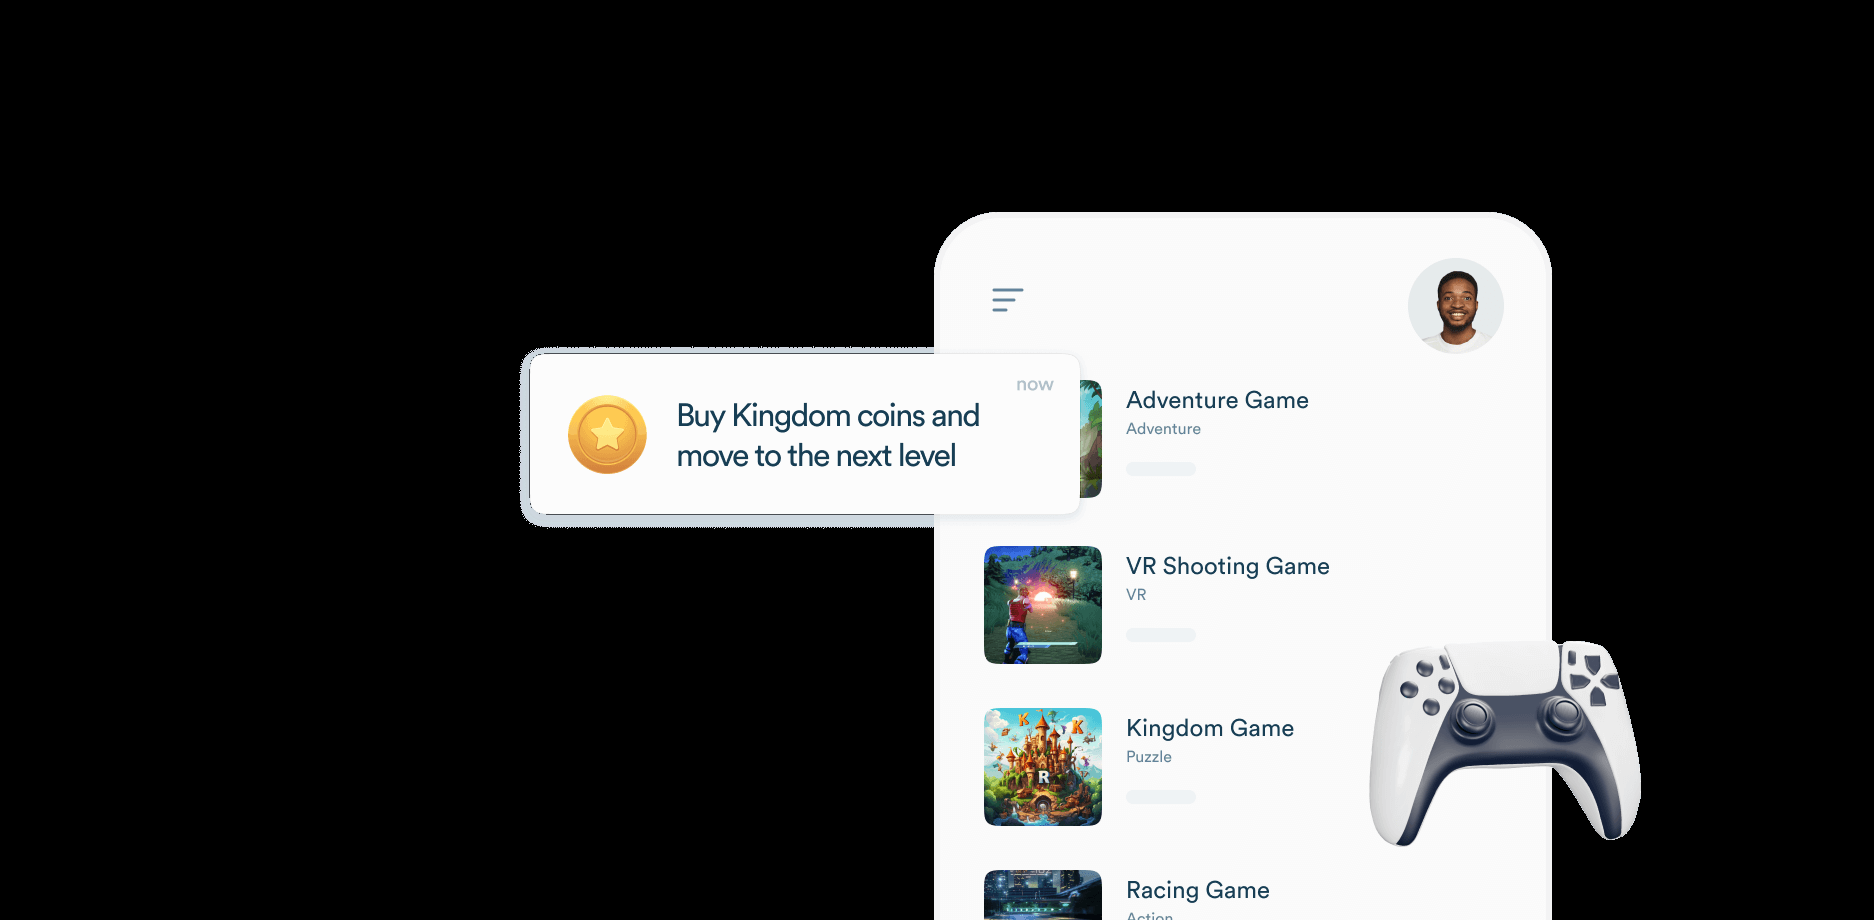 now
Buy Kingdom coins and
move to the next level
Adventure Game
Adventure
VR Shooting Game
VR
K
K
R
Kingdom Game
Puzzle
Racing Game
Action